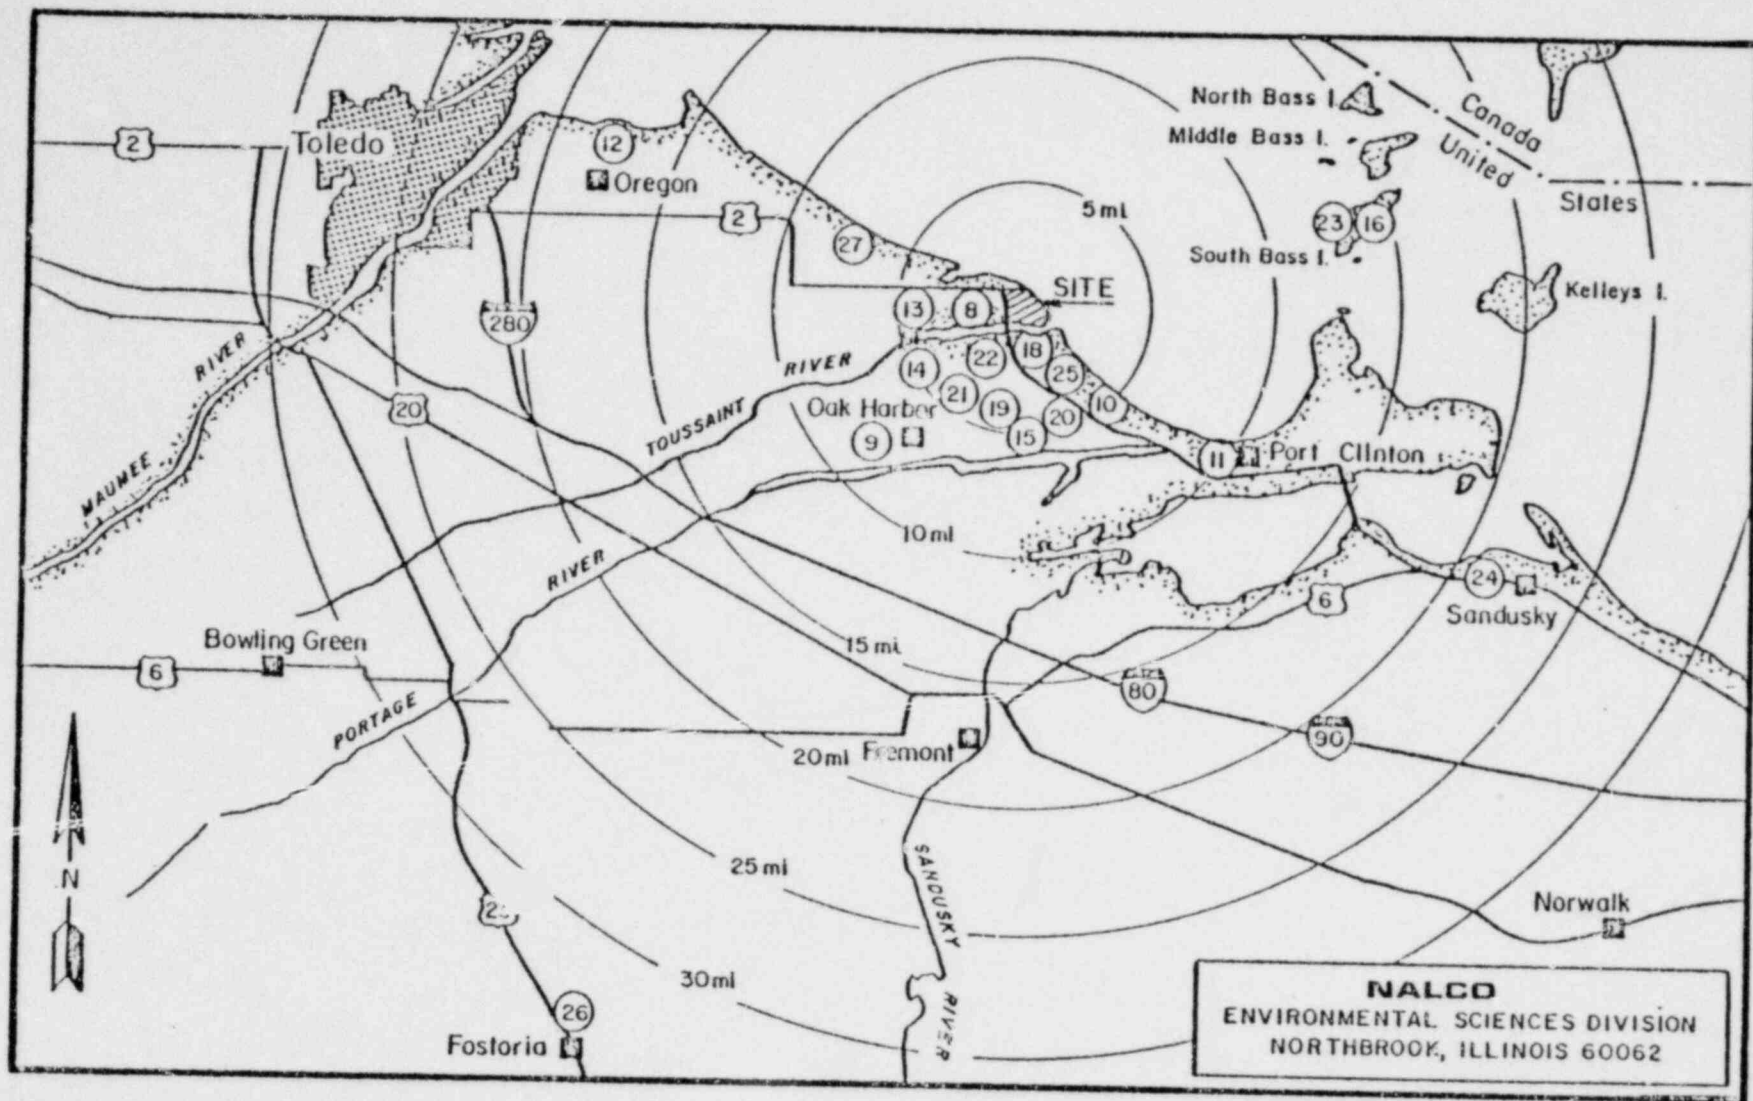 2
Toledo
12
Oregon
2
27
280
North Bass I.
Middle Bass I.
Canada
United
States
5 mi
23
16
South Bass I.
Kelleys I.
SITE
13
8
MAUMEE RIVER
20
TOUSSAINT RIVER
14
22
18
25
21
19
20
10
Oak Harbor
9
15
11
Port Clinton
10 mi
PORTAGE RIVER
24
Sandusky
6
Bowling Green
6
15 mi
80
90
20 mi
Fremont
25 mi
SANDUSKY RIVER
N
30 mi
26
Fostoria
Norwalk
NALCO
ENVIRONMENTAL SCIENCES DIVISION
NORTHBROOK, ILLINOIS 60062